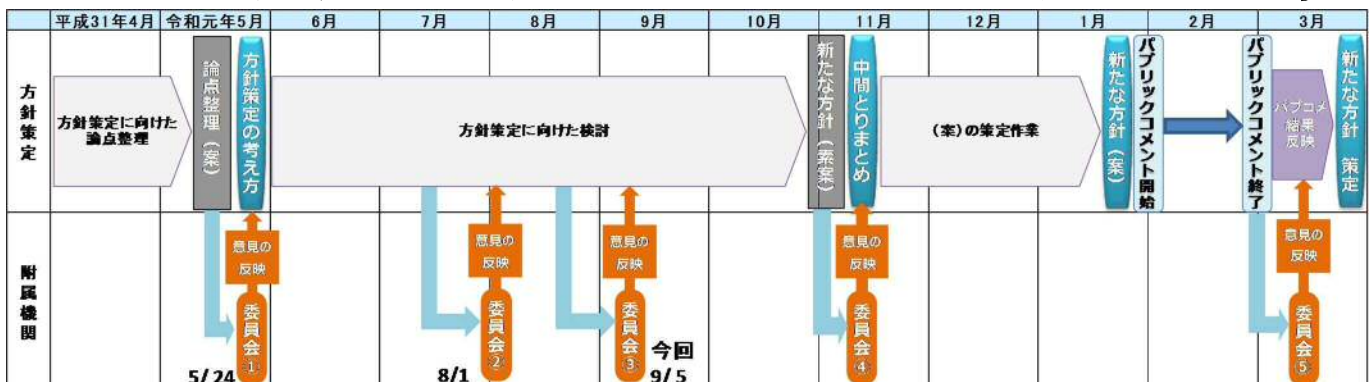 平成31年4月 令和元年5月 6月 7月 8月 9月 10月 11月 12月 1月 2月 3月
方針策定
方針策定に向けた
論点整理
論点整理（案）
方針策定の考え方
方針策定に向けた検討
新たな方針（素案）
中間とりまとめ
（案）の策定作業
新たな方針（案）
パブリックコメント開始
パブリックコメント終了
パブコメ
結果
反映
新たな方針 策定
附属機関
意見の
反映
委員会①
5/24
意見の
反映
委員会②
8/1
意見の
反映
委員会③
今回
9/5
意見の
反映
委員会④
意見の
反映
委員会⑤